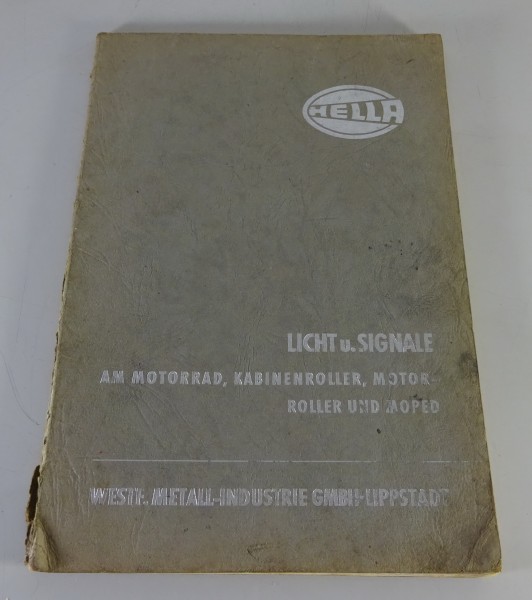 HELLA
LICHT u. SIGNALE
AM MOTORRAD, KABINENROLLER, MOTOR-
ROLLER UND MOPED
WESTF. METALL-INDUSTRIE GMBH·LIPPSTADT